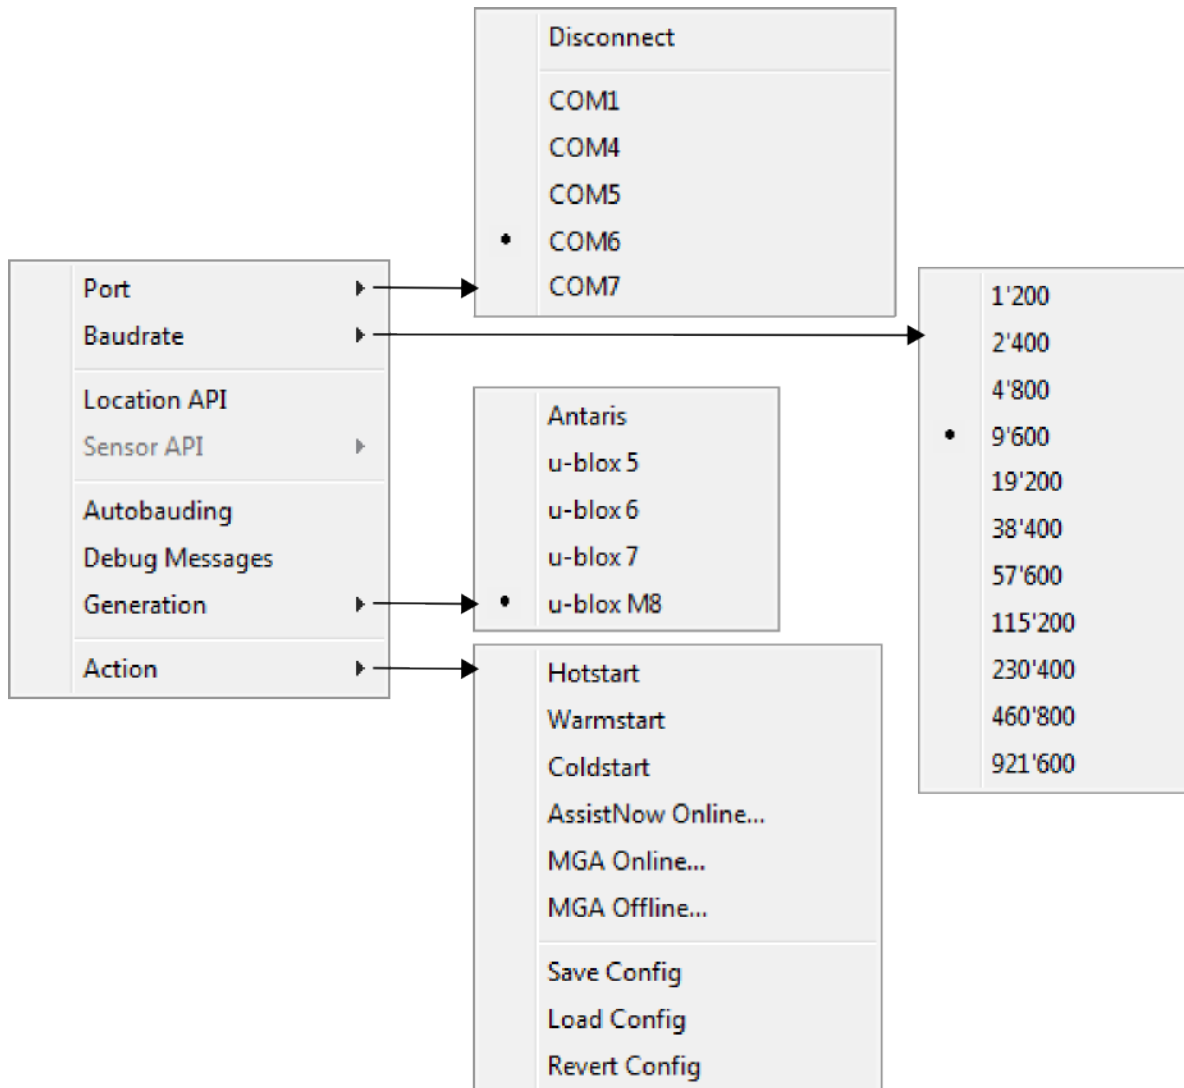 Port
Baudrate
Location API
Sensor API
Autobauding
Debug Messages
Generation
Action
Disconnect
COM1
COM4
COM5
COM6
COM7
1'200
2'400
4'800
9'600
19'200
38'400
57'600
115'200
230'400
460'800
921'600
Antaris
u-blox 5
u-blox 6
u-blox 7
u-blox M8
Hotstart
Warmstart
Coldstart
AssistNow Online...
MGA Online...
MGA Offline...
Save Config
Load Config
Revert Config